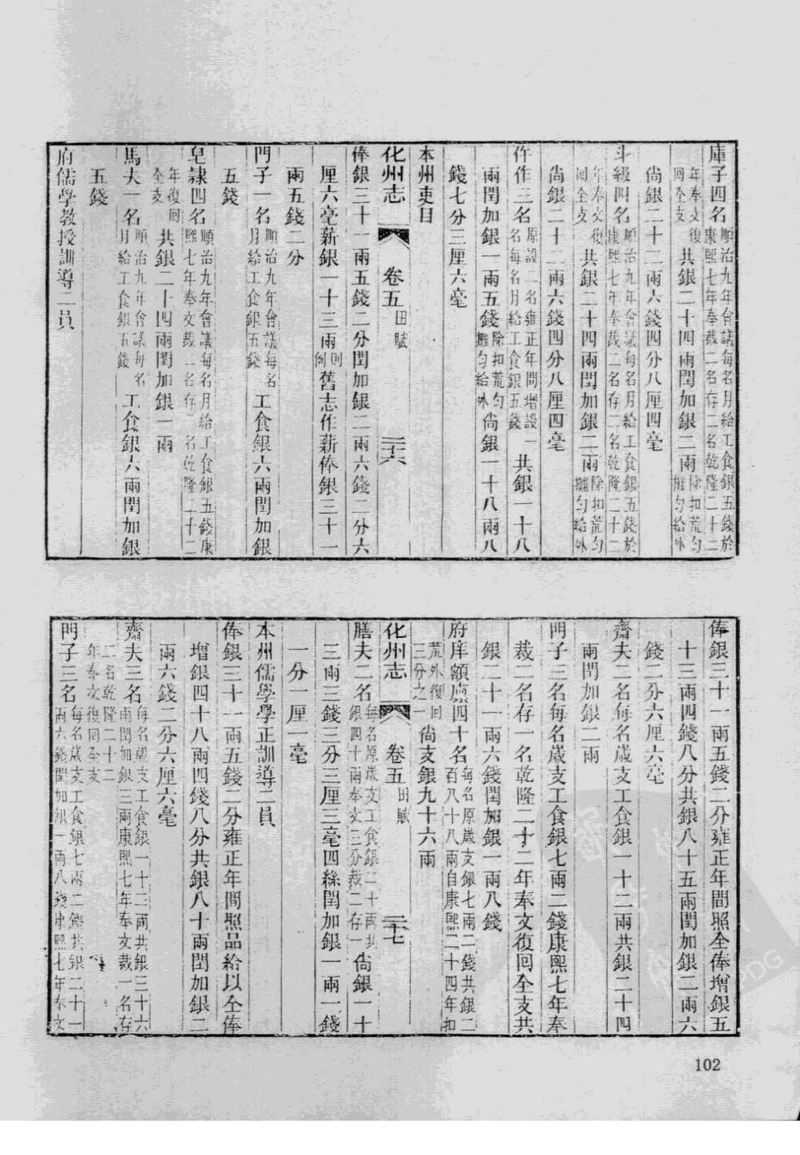 庫子四名順治九年會議每名月給工食銀五錢於康熙七年奉裁二名存二名乾隆二十二
年奉文復回全支共銀二十四兩閏加銀二兩除扣荒勻攤勻給外
尚銀二十二兩六錢四分八厘四毫
斗級四名順治九年會議每名月給工食銀五錢於康熙七年奉裁二名存二名乾隆二十二
年奉文復回全支共銀二十四兩閏加銀二兩除扣荒勻攤勻給外
尚銀二十二兩六錢四分八厘四毫
仵作三名原設二名雍正年間增設一名每名月給工食銀五錢共銀一十八
兩閏加銀一兩五錢除扣荒勻攤勻給外尚銀一十八兩八
錢七分三厘六毫
本州吏目
化州志 卷五田賦 三十六
俸銀三十一兩五錢二分閏加銀二兩六錢二分六
厘六毫薪銀一十三兩則例舊志作薪俸銀三十一
兩五錢二分
門子一名順治九年會議每名月給工食銀五錢工食銀六兩閏加銀
五錢
皂隸四名順治九年會議每名月給工食銀五錢康熙七年奉文裁二名存二名乾隆二十二
年復回全支共銀二十四兩閏加銀二兩
馬夫一名順治九年會議每名月給工食銀五錢工食銀六兩閏加銀
五錢
府儒學教授訓導二員
俸銀三十一兩五錢二分雍正年間照全俸增銀五
十三兩四錢八分共銀八十五兩閏加銀二兩六
錢二分六厘六毫
齋夫二名每名歲支工食銀一十二兩共銀二十四
兩閏加銀二兩
門子三名每名歲支工食銀七兩二錢康熙七年奉
裁二名存一名乾隆二十二年奉文復回全支共
銀二十一兩六錢閏加銀一兩八錢
府庠額廩四十名每名原歲支銀七兩二錢共銀二百八十八兩自康熙二十四年扣
荒外復回三分之一尚支銀九十六兩
化州志 卷五田賦 三十七
膳夫二名每名原歲支工食銀二十兩共銀四十兩奉文三分裁二存一尚銀一十
三兩三錢三分三厘三毫四絲閏加銀一兩一錢
一分一厘一毫
本州儒學學正訓導二員
俸銀三十一兩五錢二分雍正年間照品給以全俸
增銀四十八兩四錢八分共銀八十兩閏加銀二
兩六錢二分六厘六毫
齋夫三名每名歲支工食銀一十二兩共銀三十六兩閏加銀三兩康熙七年奉文裁一名存
二名乾隆二十二年奉文復回全支
門子三名每名歲支工食銀七兩二錢共銀二十一兩六錢閏加銀一兩八錢康熙七年奉文
102